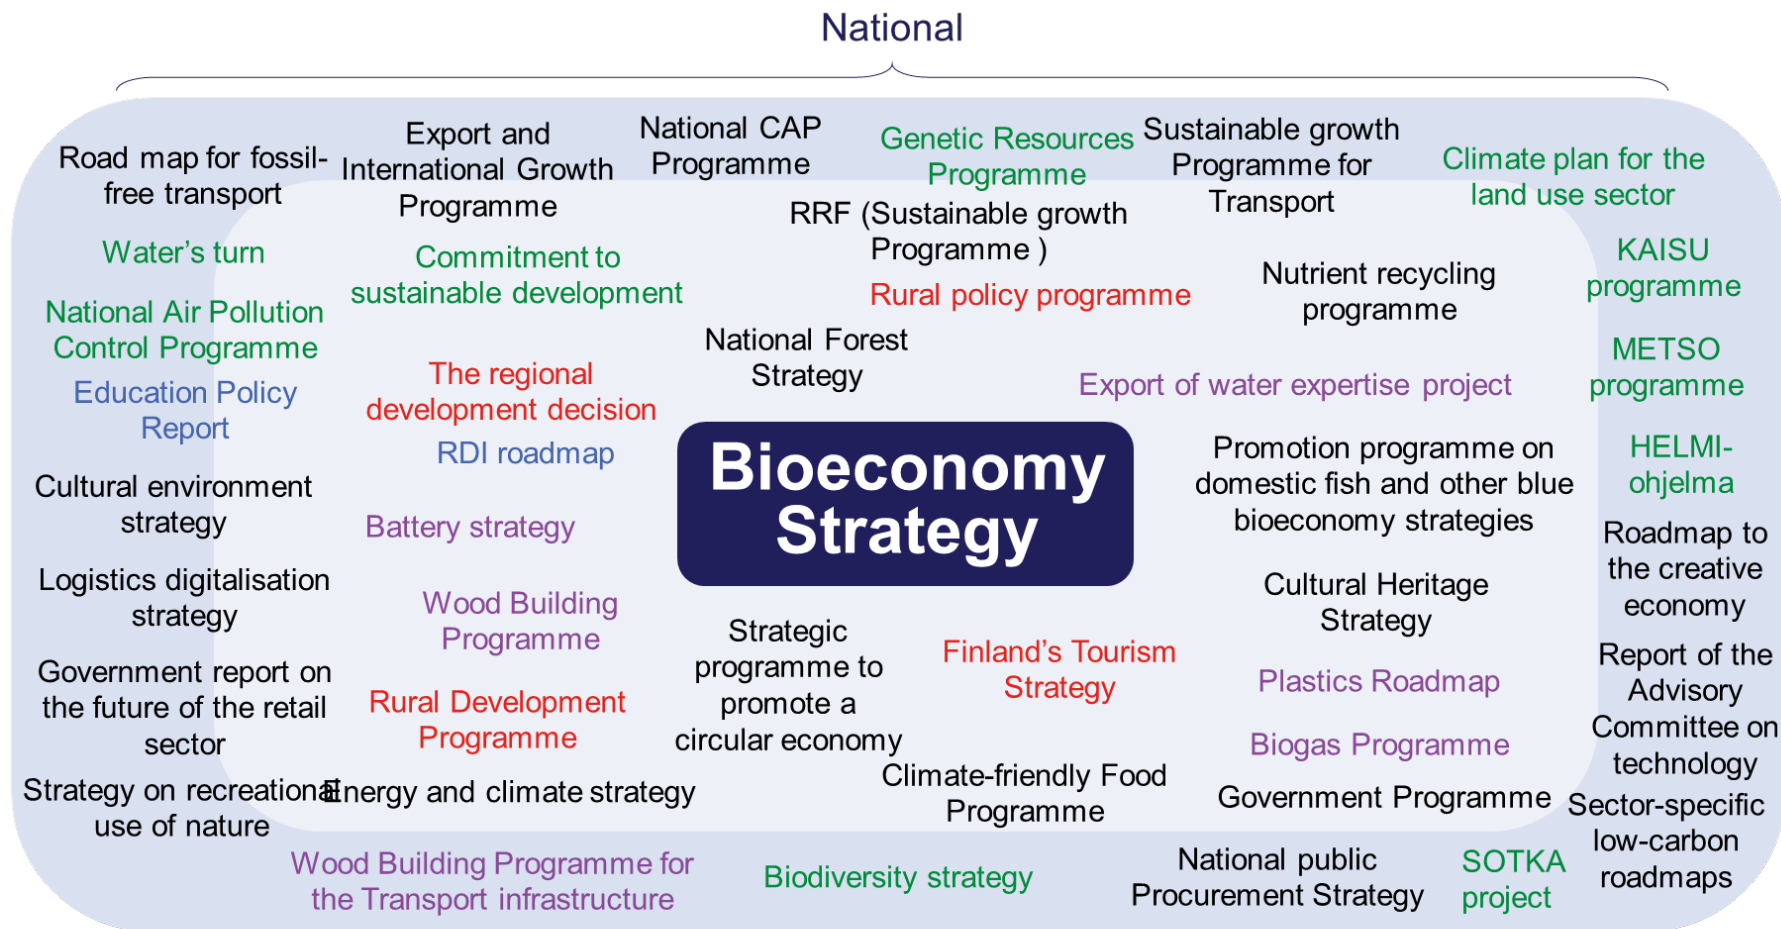 National
Road map for fossil-
free transport
Export and
International Growth
Programme
National CAP
Programme
Genetic Resources
Programme
Sustainable growth
Programme for
Transport
Climate plan for the
land use sector
RRF (Sustainable growth
Programme )
Water’s turn
Commitment to
sustainable development
Rural policy programme
Nutrient recycling
programme
KAISU
programme
National Air Pollution
Control Programme
National Forest
Strategy
METSO
programme
Education Policy
Report
The regional
development decision
Export of water expertise project
RDI roadmap
Bioeconomy
Strategy
Promotion programme on
domestic fish and other blue
bioeconomy strategies
HELMI-
ohjelma
Cultural environment
strategy
Battery strategy
Roadmap to
the creative
economy
Logistics digitalisation
strategy
Wood Building
Programme
Cultural Heritage
Strategy
Strategic
programme to
promote a
circular economy
Finland’s Tourism
Strategy
Report of the
Advisory
Committee on
technology
Government report on
the future of the retail
sector
Rural Development
Programme
Plastics Roadmap
Biogas Programme
Strategy on recreational
use of nature
Energy and climate strategy
Climate-friendly Food
Programme
Government Programme
Sector-specific
low-carbon
roadmaps
Wood Building Programme for
the Transport infrastructure
Biodiversity strategy
National public
Procurement Strategy
SOTKA
project